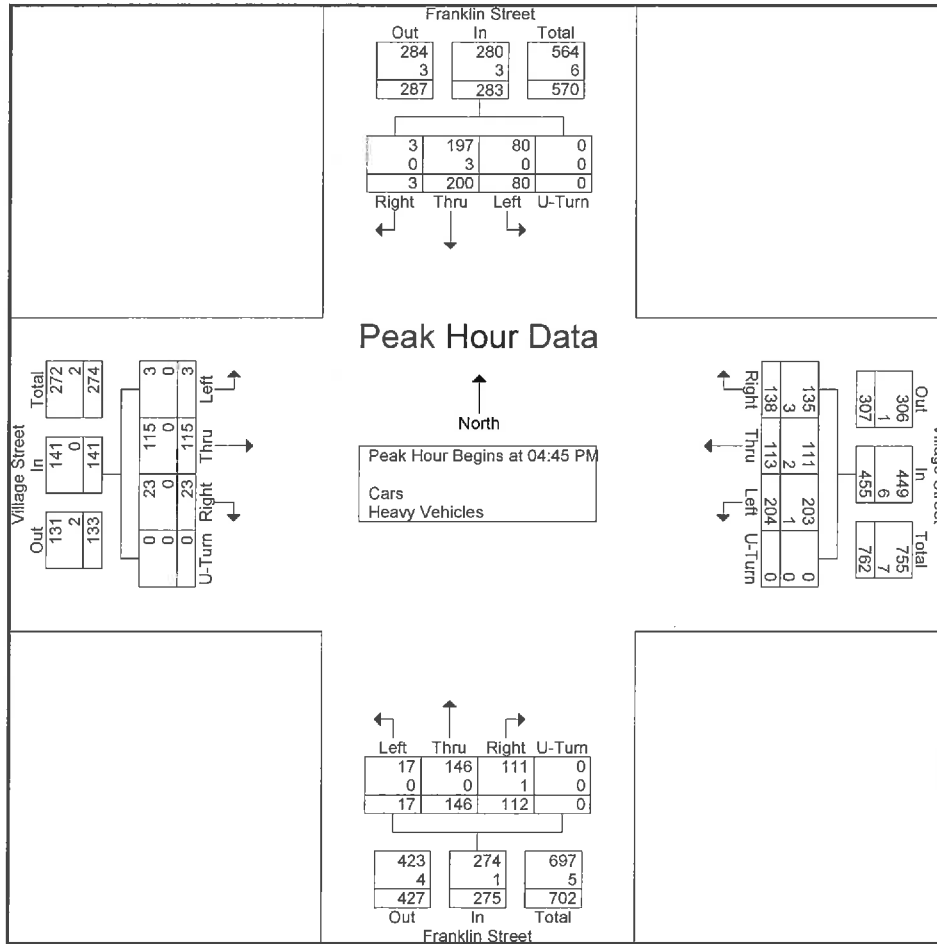 Franklin Street
Out In Total
284 280 564
3 3 6
287 283 570
3 197 80 0
0 3 0 0
3 200 80 0
Right Thru Left U-Turn
Peak Hour Data
North
Peak Hour Begins at 04:45 PM
Cars
Heavy Vehicles
Village Street
Out In Total
131 141 272
2 0 2
133 141 274
U-Turn Right Thru Left
0 23 115 3
0 0 0 0
0 23 115 3
Village Street
Out In Total
306 449 755
1 6 7
307 455 762
135 111 203 0
3 2 1 0
138 113 204 0
Right Thru Left U-Turn
Left Thru Right U-Turn
17 146 111 0
0 0 1 0
17 146 112 0
423 274 697
4 1 5
427 275 702
Out In Total
Franklin Street